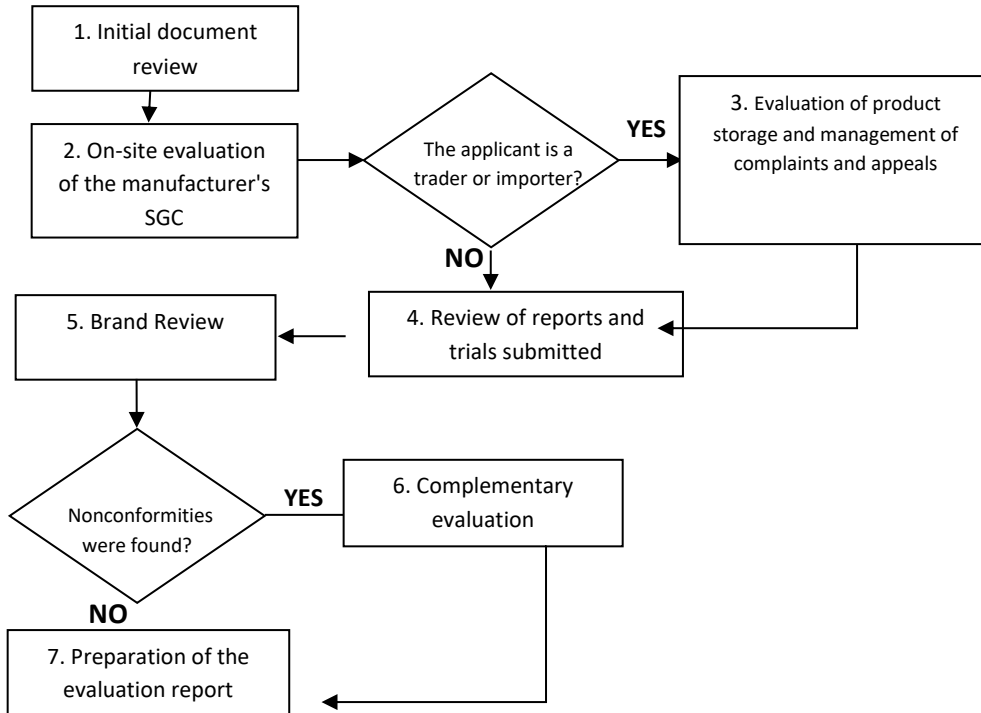 1. Initial document
review
2. On-site evaluation
of the manufacturer's
SGC
The applicant is a
trader or importer?
YES
3. Evaluation of product
storage and management of
complaints and appeals
NO
4. Review of reports and
trials submitted
5. Brand Review
Nonconformities
were found?
YES
6. Complementary
evaluation
NO
7. Preparation of the
evaluation report